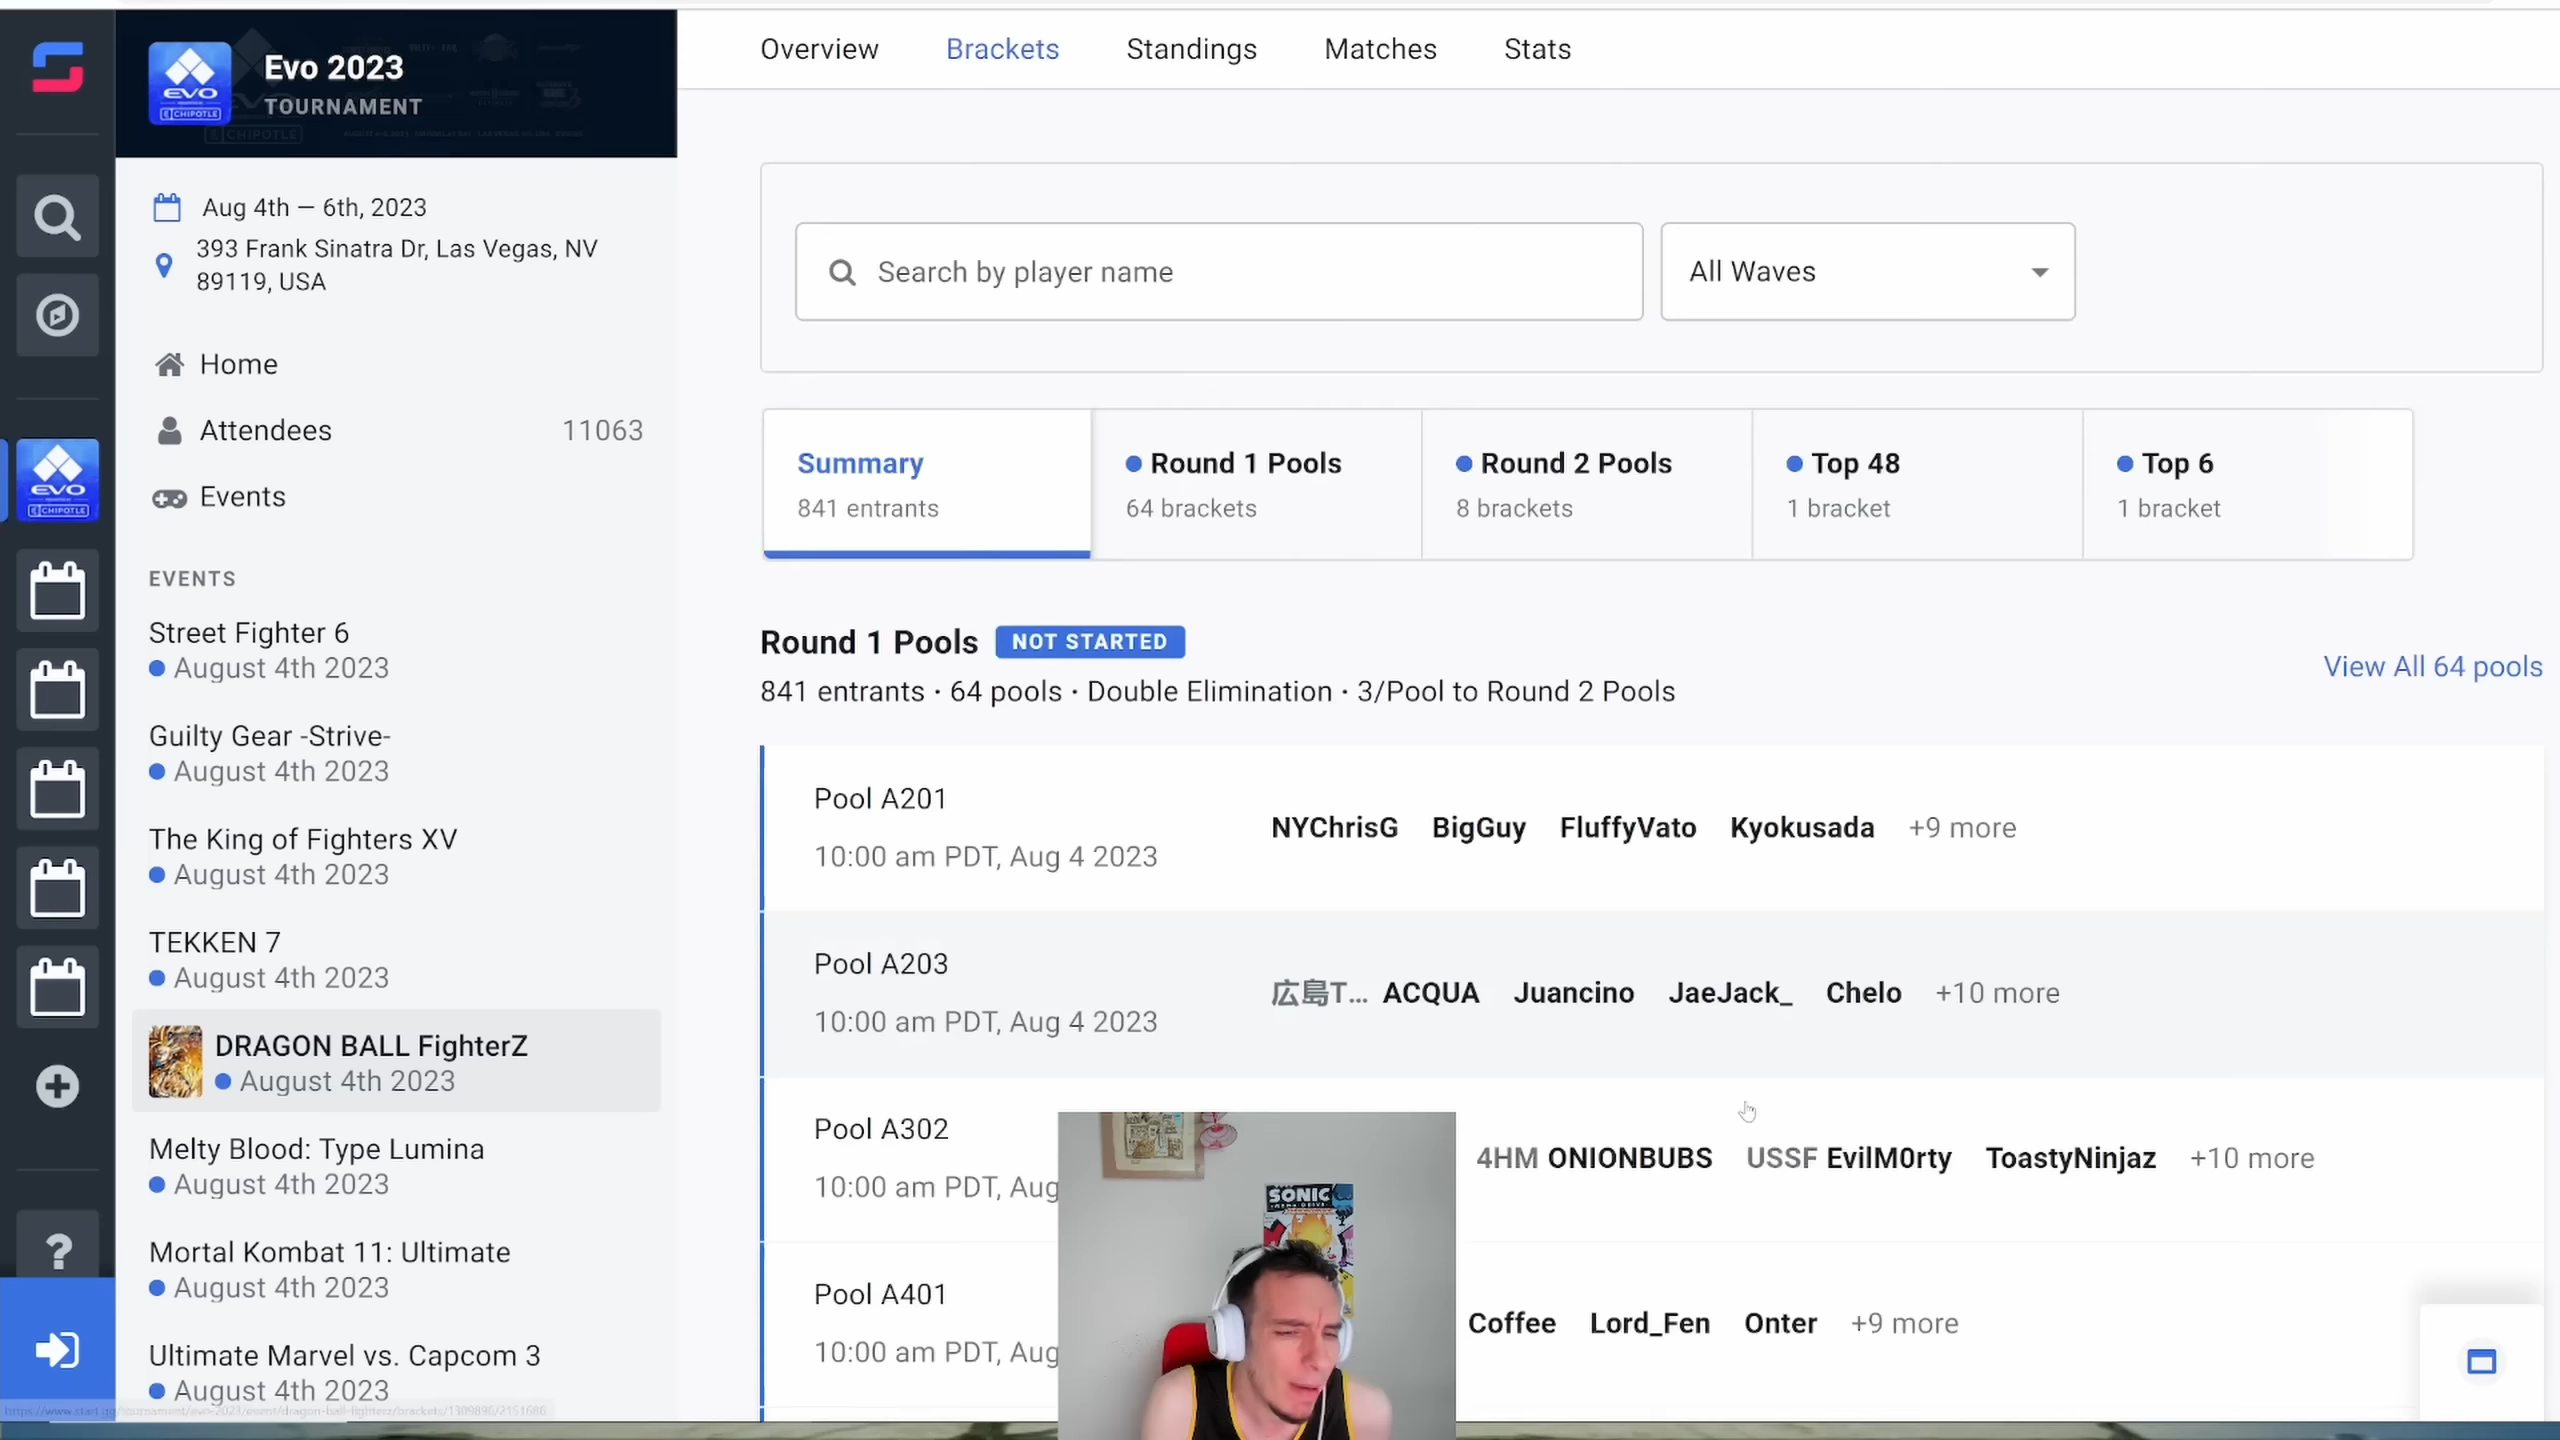 Evo 2023
TOURNAMENT
EVO
CHIPOTLE
Aug 4th — 6th, 2023
393 Frank Sinatra Dr, Las Vegas, NV
89119, USA
Home
Attendees 11063
Events
EVENTS
Street Fighter 6
August 4th 2023
Guilty Gear -Strive-
August 4th 2023
The King of Fighters XV
August 4th 2023
TEKKEN 7
August 4th 2023
DRAGON BALL FighterZ
August 4th 2023
Melty Blood: Type Lumina
August 4th 2023
Mortal Kombat 11: Ultimate
August 4th 2023
Ultimate Marvel vs. Capcom 3
August 4th 2023
EVO
CHIPOTLE
Overview Brackets Standings Matches Stats
Search by player name
All Waves
Summary
841 entrants
Round 1 Pools
64 brackets
Round 2 Pools
8 brackets
Top 48
1 bracket
Top 6
1 bracket
Round 1 Pools NOT STARTED
841 entrants · 64 pools · Double Elimination · 3/Pool to Round 2 Pools
View All 64 pools
Pool A201
10:00 am PDT, Aug 4 2023
NYChrisG BigGuy FluffyVato Kyokusada +9 more
Pool A203
10:00 am PDT, Aug 4 2023
広島T... ACQUA Juancino JaeJack_ Chelo +10 more
Pool A302
10:00 am PDT, Aug
4HM ONIONBUBS USSF EvilM0rty ToastyNinjaz +10 more
Pool A401
10:00 am PDT, Aug
Coffee Lord_Fen Onter +9 more
SONIC